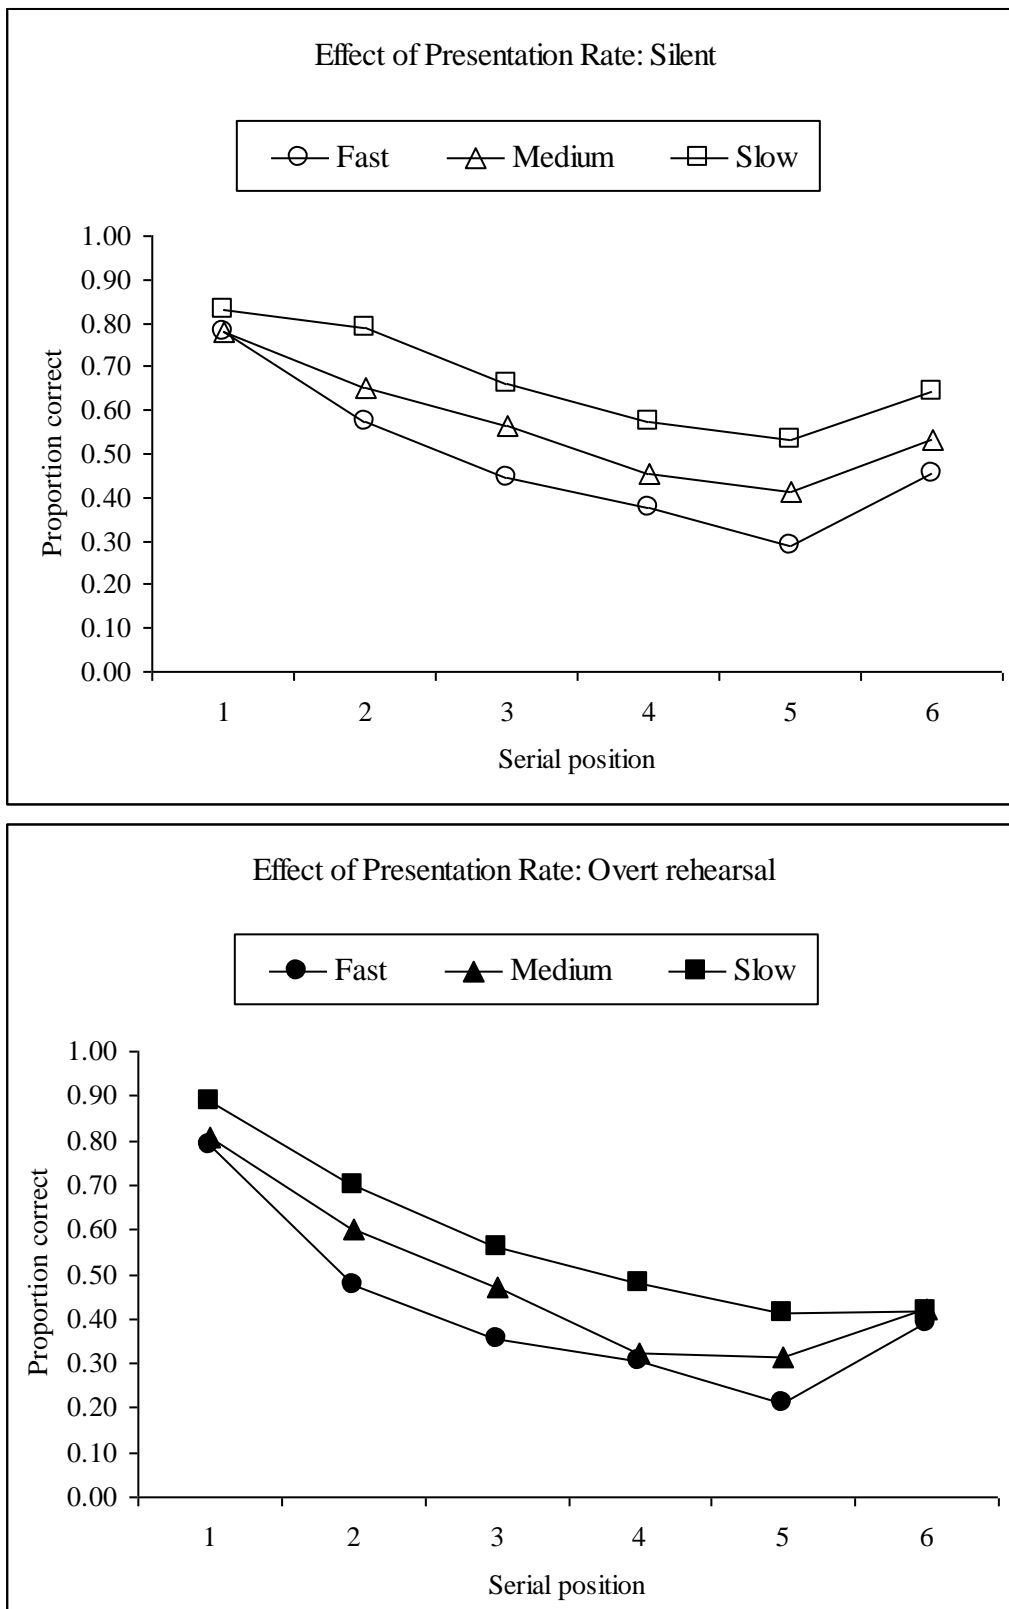 Effect of Presentation Rate: Silent
Fast Medium Slow
1.00
0.90
0.80
0.70
0.60
0.50
0.40
0.30
0.20
0.10
0.00
Proportion correct
1 2 3 4 5 6
Serial position
Effect of Presentation Rate: Overt rehearsal
Fast Medium Slow
1.00
0.90
0.80
0.70
0.60
0.50
0.40
0.30
0.20
0.10
0.00
Proportion correct
1 2 3 4 5 6
Serial position